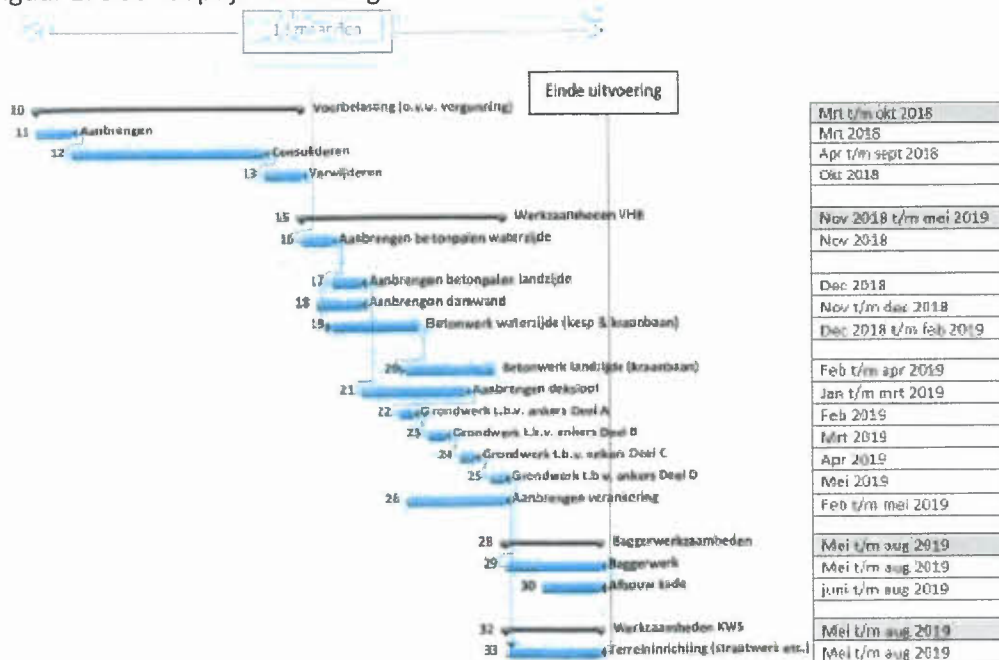 maanden
Einde uitvoering
10 Voorbelasting (o.v.v. vergunning) Mrt t/m okt 2018
11 Aanbrengen Mrt 2018
12 Consolideren Apr t/m sept 2018
13 Verwijderen Okt 2018
15 Werkzaamheden VHB Nov 2018 t/m mei 2019
16 Aanbrengen betonpalen waterzijde Nov 2018
17 Aanbrengen betonpalen landzijde Dec 2018
18 Aanbrengen damwand Nov t/m dec 2018
19 Betonwerk waterzijde (kesp & kraanbaan) Dec 2018 t/m feb 2019
20 Betonwerk landzijde (kraanbaan) Feb t/m apr 2019
21 Aanbrengen deksloof Jan t/m mrt 2019
22 Grondwerk t.b.v. ankers Deel A Feb 2019
23 Grondwerk t.b.v. ankers Deel B Mrt 2019
24 Grondwerk t.b.v. ankers Deel C Apr 2019
25 Grondwerk t.b.v. ankers Deel D Mei 2019
26 Aanbrengen verankering Feb t/m mei 2019
28 Baggerwerkzaamheden Mei t/m aug 2019
29 Baggerwerk Mei t/m aug 2019
30 Afbouw kade juni t/m aug 2019
32 Werkzaamheden KWS Mei t/m aug 2019
33 Terreininrichting (straatwerk etc.) Mei t/m aug 2019